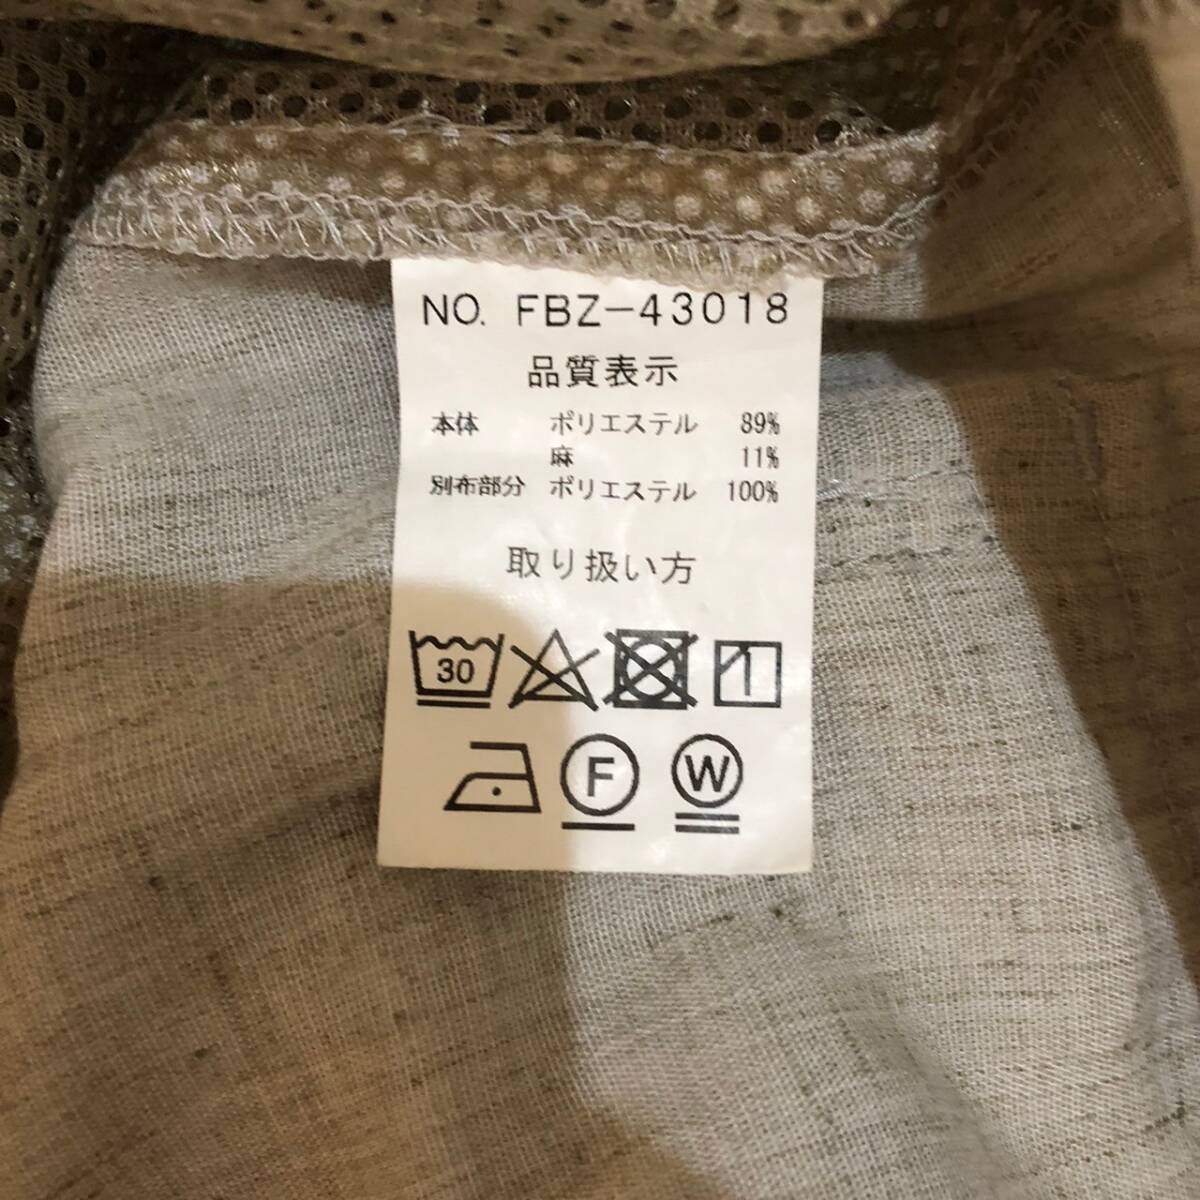 NO. FBZ-43018
品質表示
本体 ポリエステル 89%
麻 11%
別布部分 ポリエステル 100%
取り扱い方
30
F W